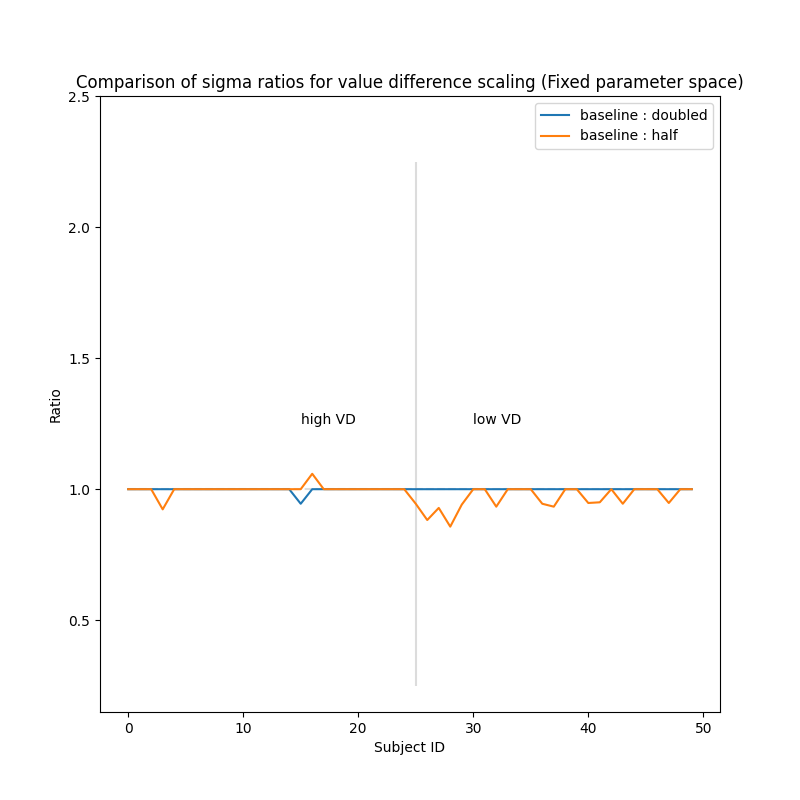 Comparison of sigma ratios for value difference scaling (Fixed parameter space)
2.5
baseline : doubled
baseline : half
2.0
1.5
Ratio
high VD
low VD
1.0
0.5
0
10
20
30
40
50
Subject ID